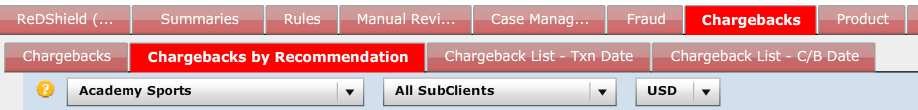 ReDShield (... Summaries Rules Manual Revi... Case Manag... Fraud Chargebacks Product
Chargebacks Chargebacks by Recommendation Chargeback List - Txn Date Chargeback List - C/B Date
? Academy Sports All SubClients USD